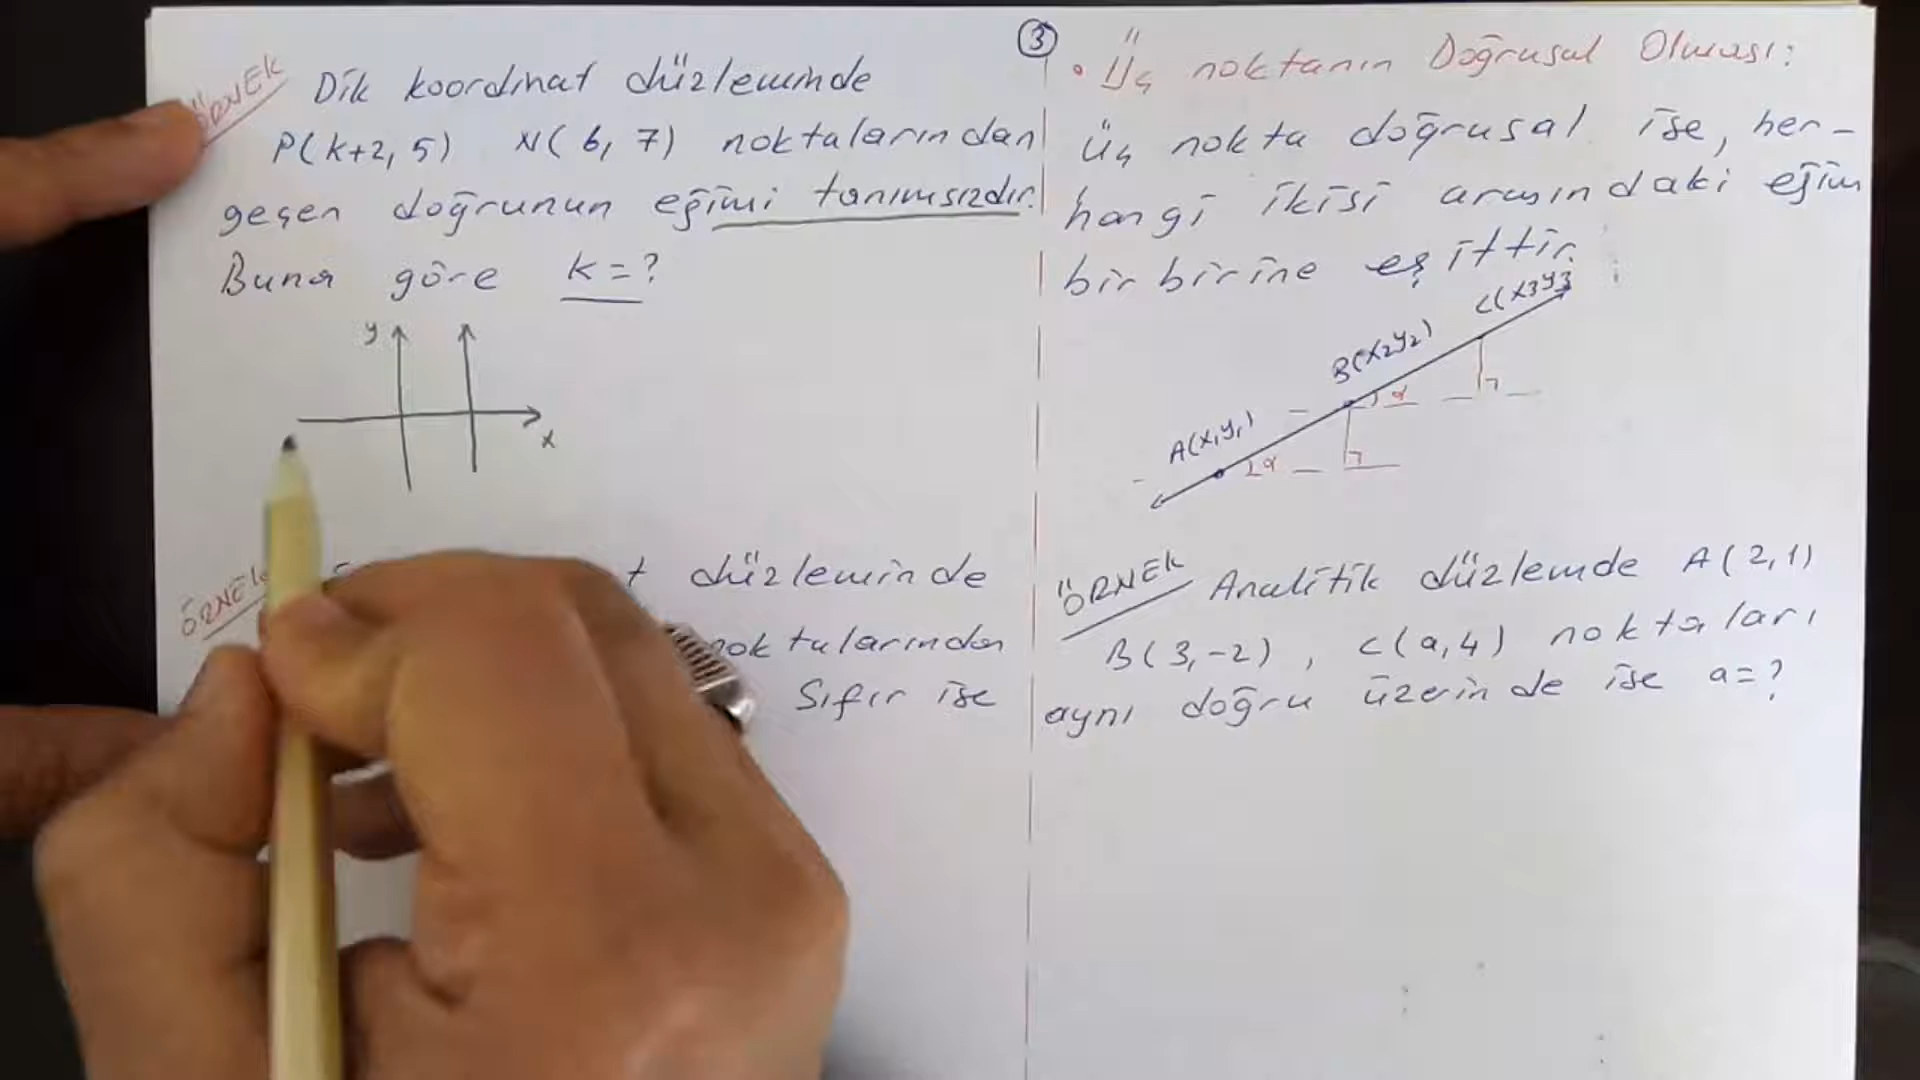 ÖRNEK Dik koordinat düzleminde
P(k+2, 5) N(6, 7) noktalarından
geçen doğrunun eğimi tanımsızdır.
Buna göre k=?
y
x
ÖRNEK düzleminde
noktalarından
Sıfır ise
3
• Üç noktanın Doğrusal Olması:
üç nokta doğrusal ise, her-
hangi ikisi arasındaki eğim
birbirine eşittir.
C(x3y3
B(x2y2)
α
A(x1y1)
α
ÖRNEK Analitik düzlemde A(2,1)
B(3,-2), C(a,4) noktaları
aynı doğru üzerinde ise a=?